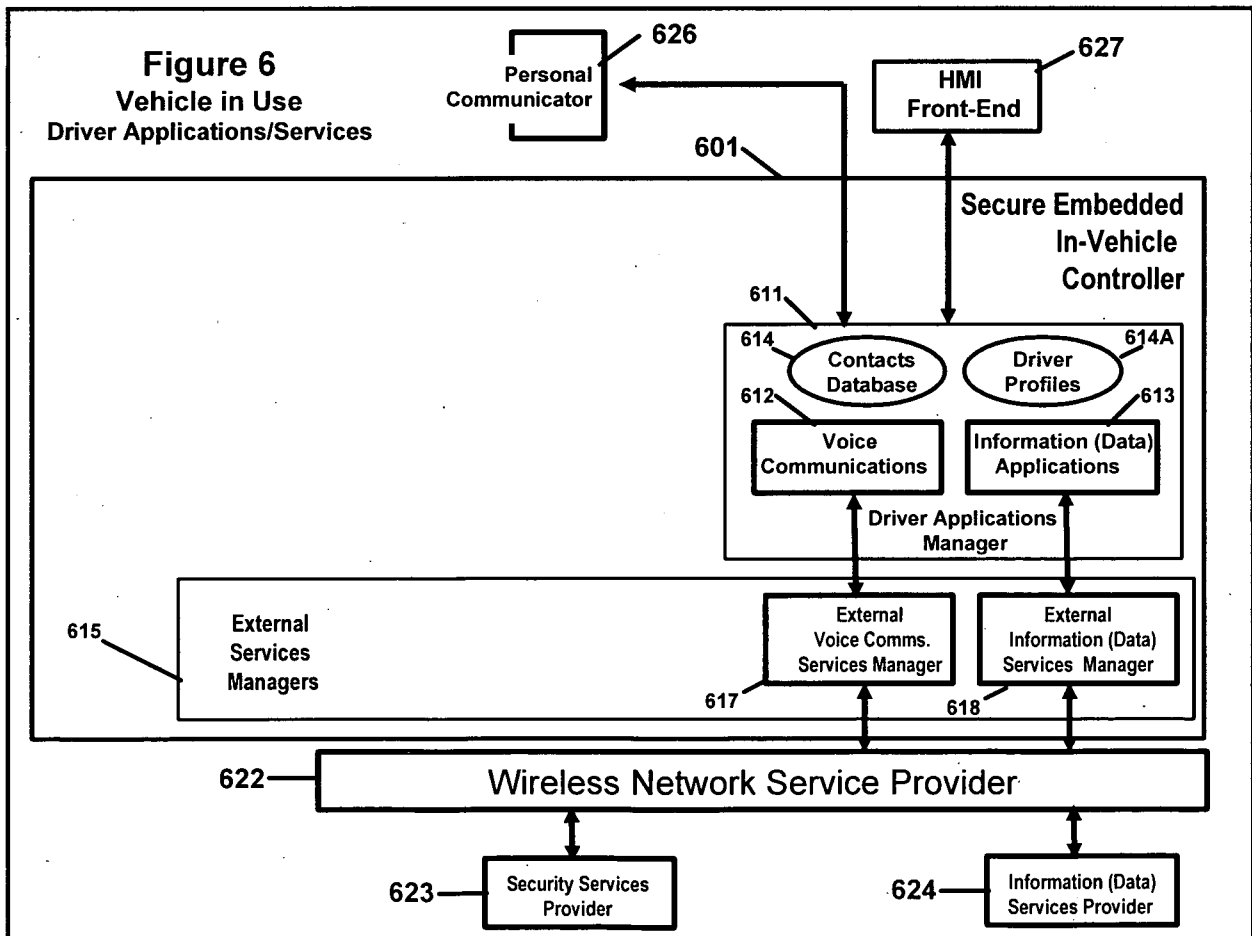 Figure 6
Vehicle in Use
Driver Applications/Services
626
Personal
Communicator
627
HMI
Front-End
601
Secure Embedded
In-Vehicle
Controller
611
614
Contacts
Database
614A
Driver
Profiles
612
Voice
Communications
613
Information (Data)
Applications
Driver Applications
Manager
615
External
Services
Managers
External
Voice Comms.
Services Manager
617
External
Information (Data)
Services Manager
618
622
Wireless Network Service Provider
623
Security Services
Provider
624
Information (Data)
Services Provider